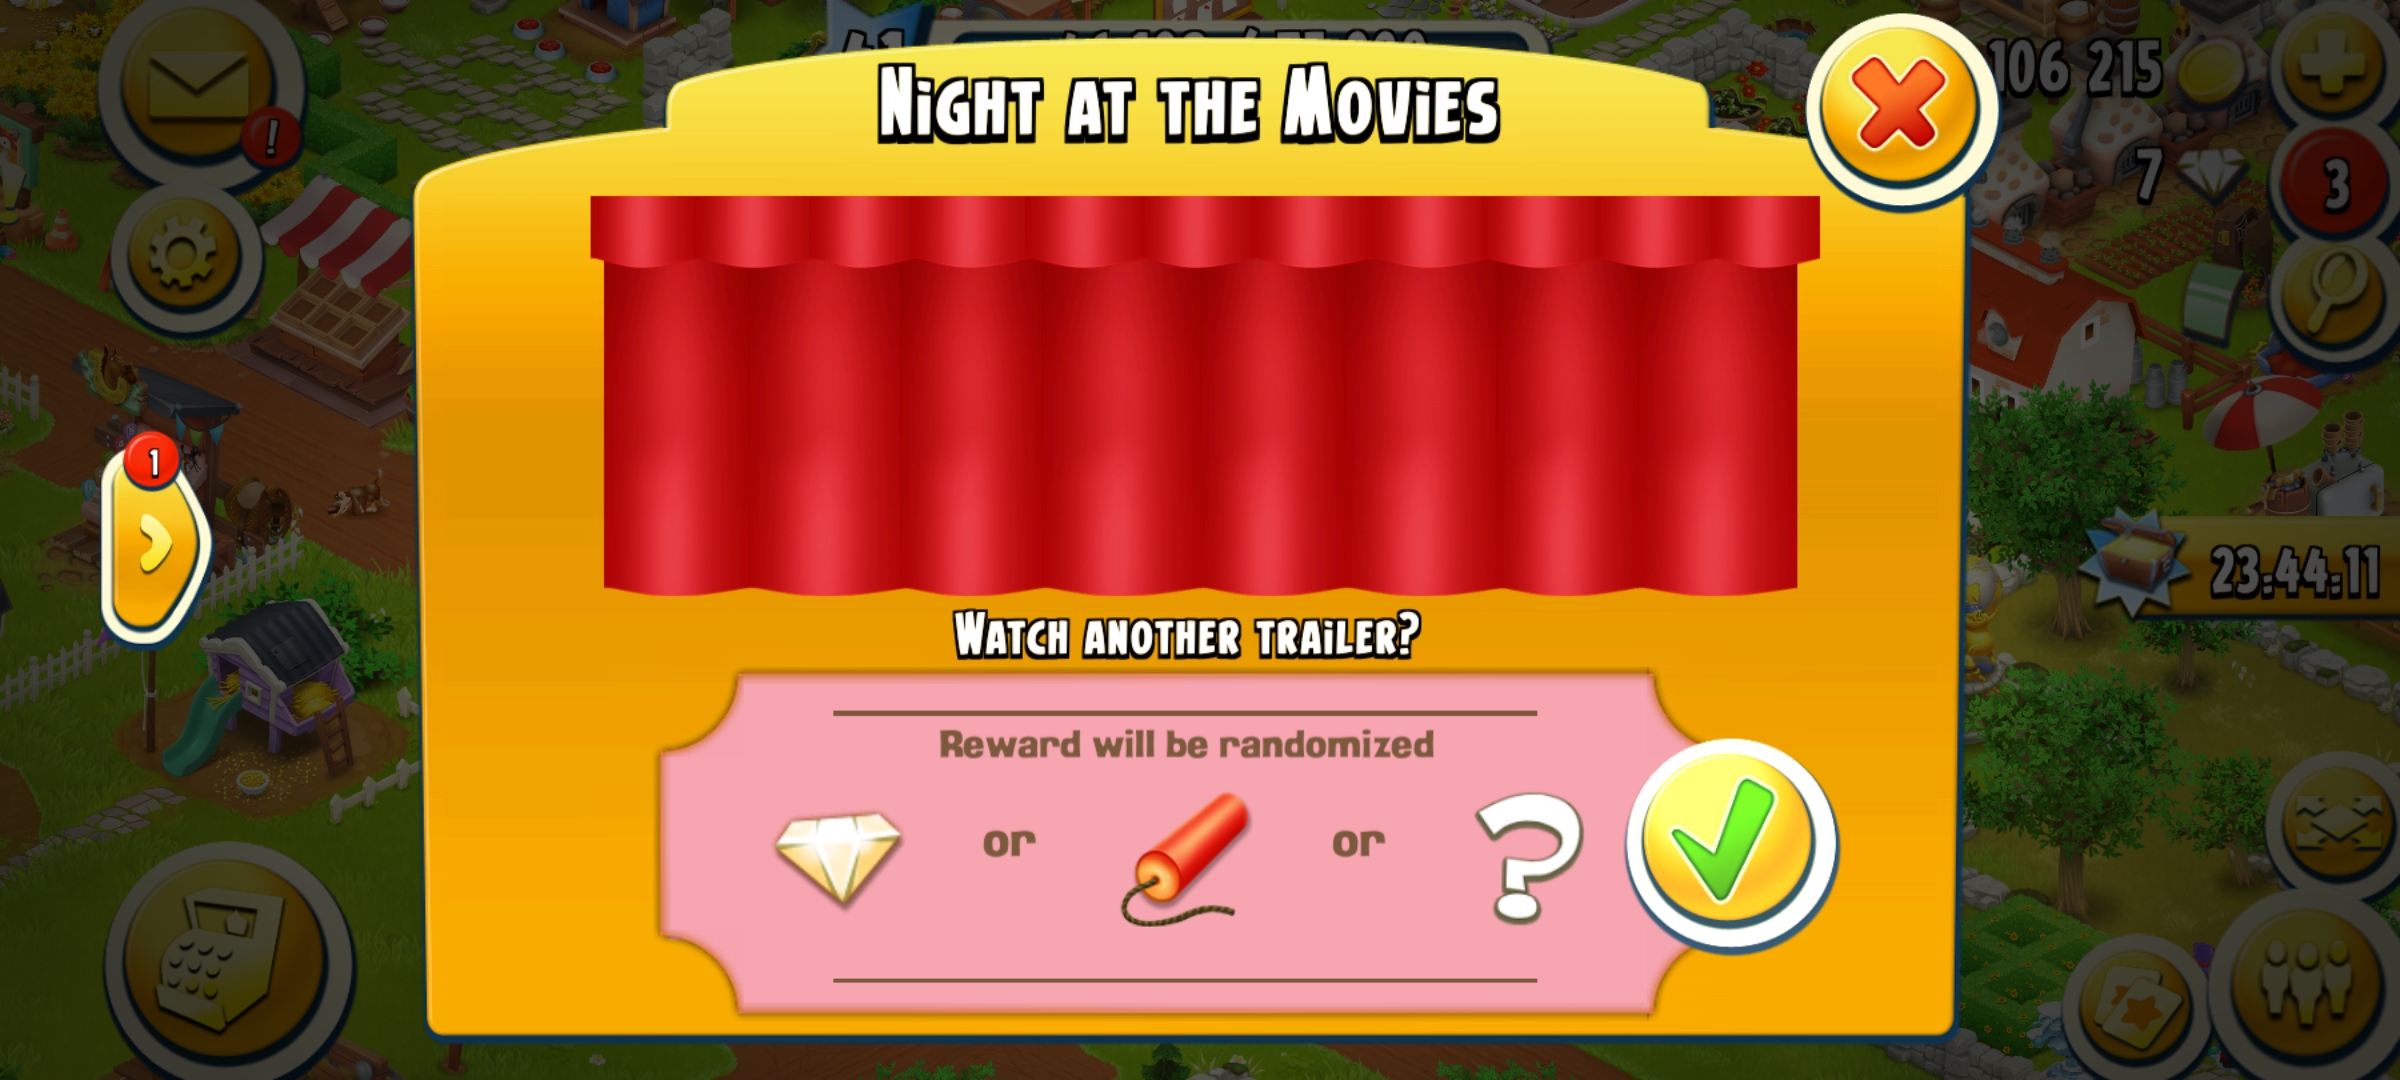 Night at the Movies
106 215
!
7
3
1
23:44:11
Watch another trailer?
Reward will be randomized
or
or
?